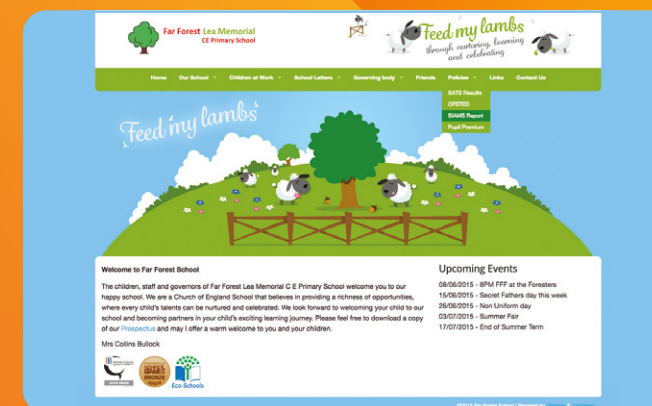 Far Forest Lea Memorial
CE Primary School
Feed my lambs
through nurturing, learning
and celebrating
Home Our School Children at Work School Letters Governing body Friends Policies Links Contact Us
SATS Results
OFSTED
SIAMS Report
Pupil Premium
Feed my lambs
Welcome to Far Forest School
The children, staff and governors of Far Forest Lea Memorial C E Primary School welcome you to our
happy school. We are a Church of England School that believes in providing a richness of opportunities,
where every child's talents can be nurtured and celebrated. We look forward to welcoming your child to our
school and becoming partners in your child's exciting learning journey. Please feel free to download a copy
of our Prospectus and may I offer a warm welcome to you and your children.
Mrs Collins Bullock
Upcoming Events
08/06/2015 - 8PM FFF at the Foresters
15/06/2015 - Secret Fathers day this week
26/06/2015 - Non Uniform day
03/07/2015 - Summer Fair
17/07/2015 - End of Summer Term
GAMES
BRONZE
Eco-Schools
©2015 Far Forest School | Powered by